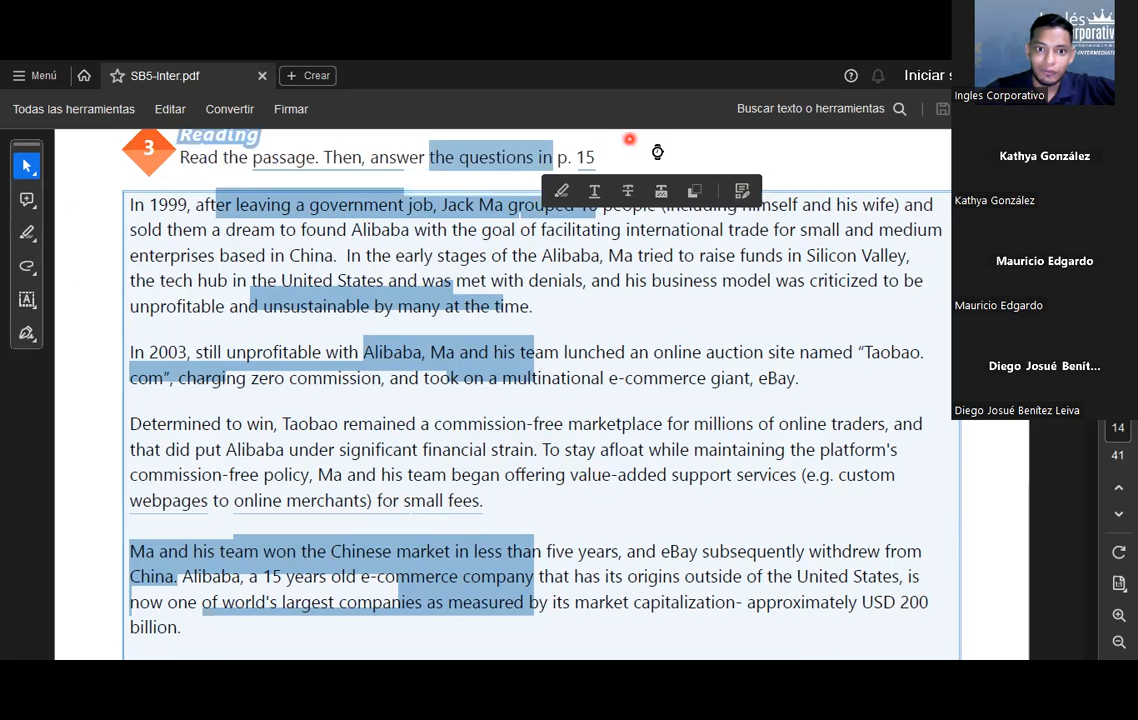 Menú
SB5-Inter.pdf
Crear
Iniciar s
Todas las herramientas
Editar
Convertir
Firmar
Buscar texto o herramientas
Inglés
orporativo
-INTERMEDIATE
Ingles Corporativo
Kathya González
Kathya González
Mauricio Edgardo
Mauricio Edgardo
Diego Josué Benít...
Diego Josué Benítez Leiva
3
Reading
Read the passage. Then, answer the questions in p. 15
In 1999, after leaving a government job, Jack Ma grouped 18 people (including himself and his wife) and
sold them a dream to found Alibaba with the goal of facilitating international trade for small and medium
enterprises based in China. In the early stages of the Alibaba, Ma tried to raise funds in Silicon Valley,
the tech hub in the United States and was met with denials, and his business model was criticized to be
unprofitable and unsustainable by many at the time.
In 2003, still unprofitable with Alibaba, Ma and his team lunched an online auction site named “Taobao.
com”, charging zero commission, and took on a multinational e-commerce giant, eBay.
Determined to win, Taobao remained a commission-free marketplace for millions of online traders, and
that did put Alibaba under significant financial strain. To stay afloat while maintaining the platform's
commission-free policy, Ma and his team began offering value-added support services (e.g. custom
webpages to online merchants) for small fees.
Ma and his team won the Chinese market in less than five years, and eBay subsequently withdrew from
China. Alibaba, a 15 years old e-commerce company that has its origins outside of the United States, is
now one of world's largest companies as measured by its market capitalization- approximately USD 200
billion.
14
41